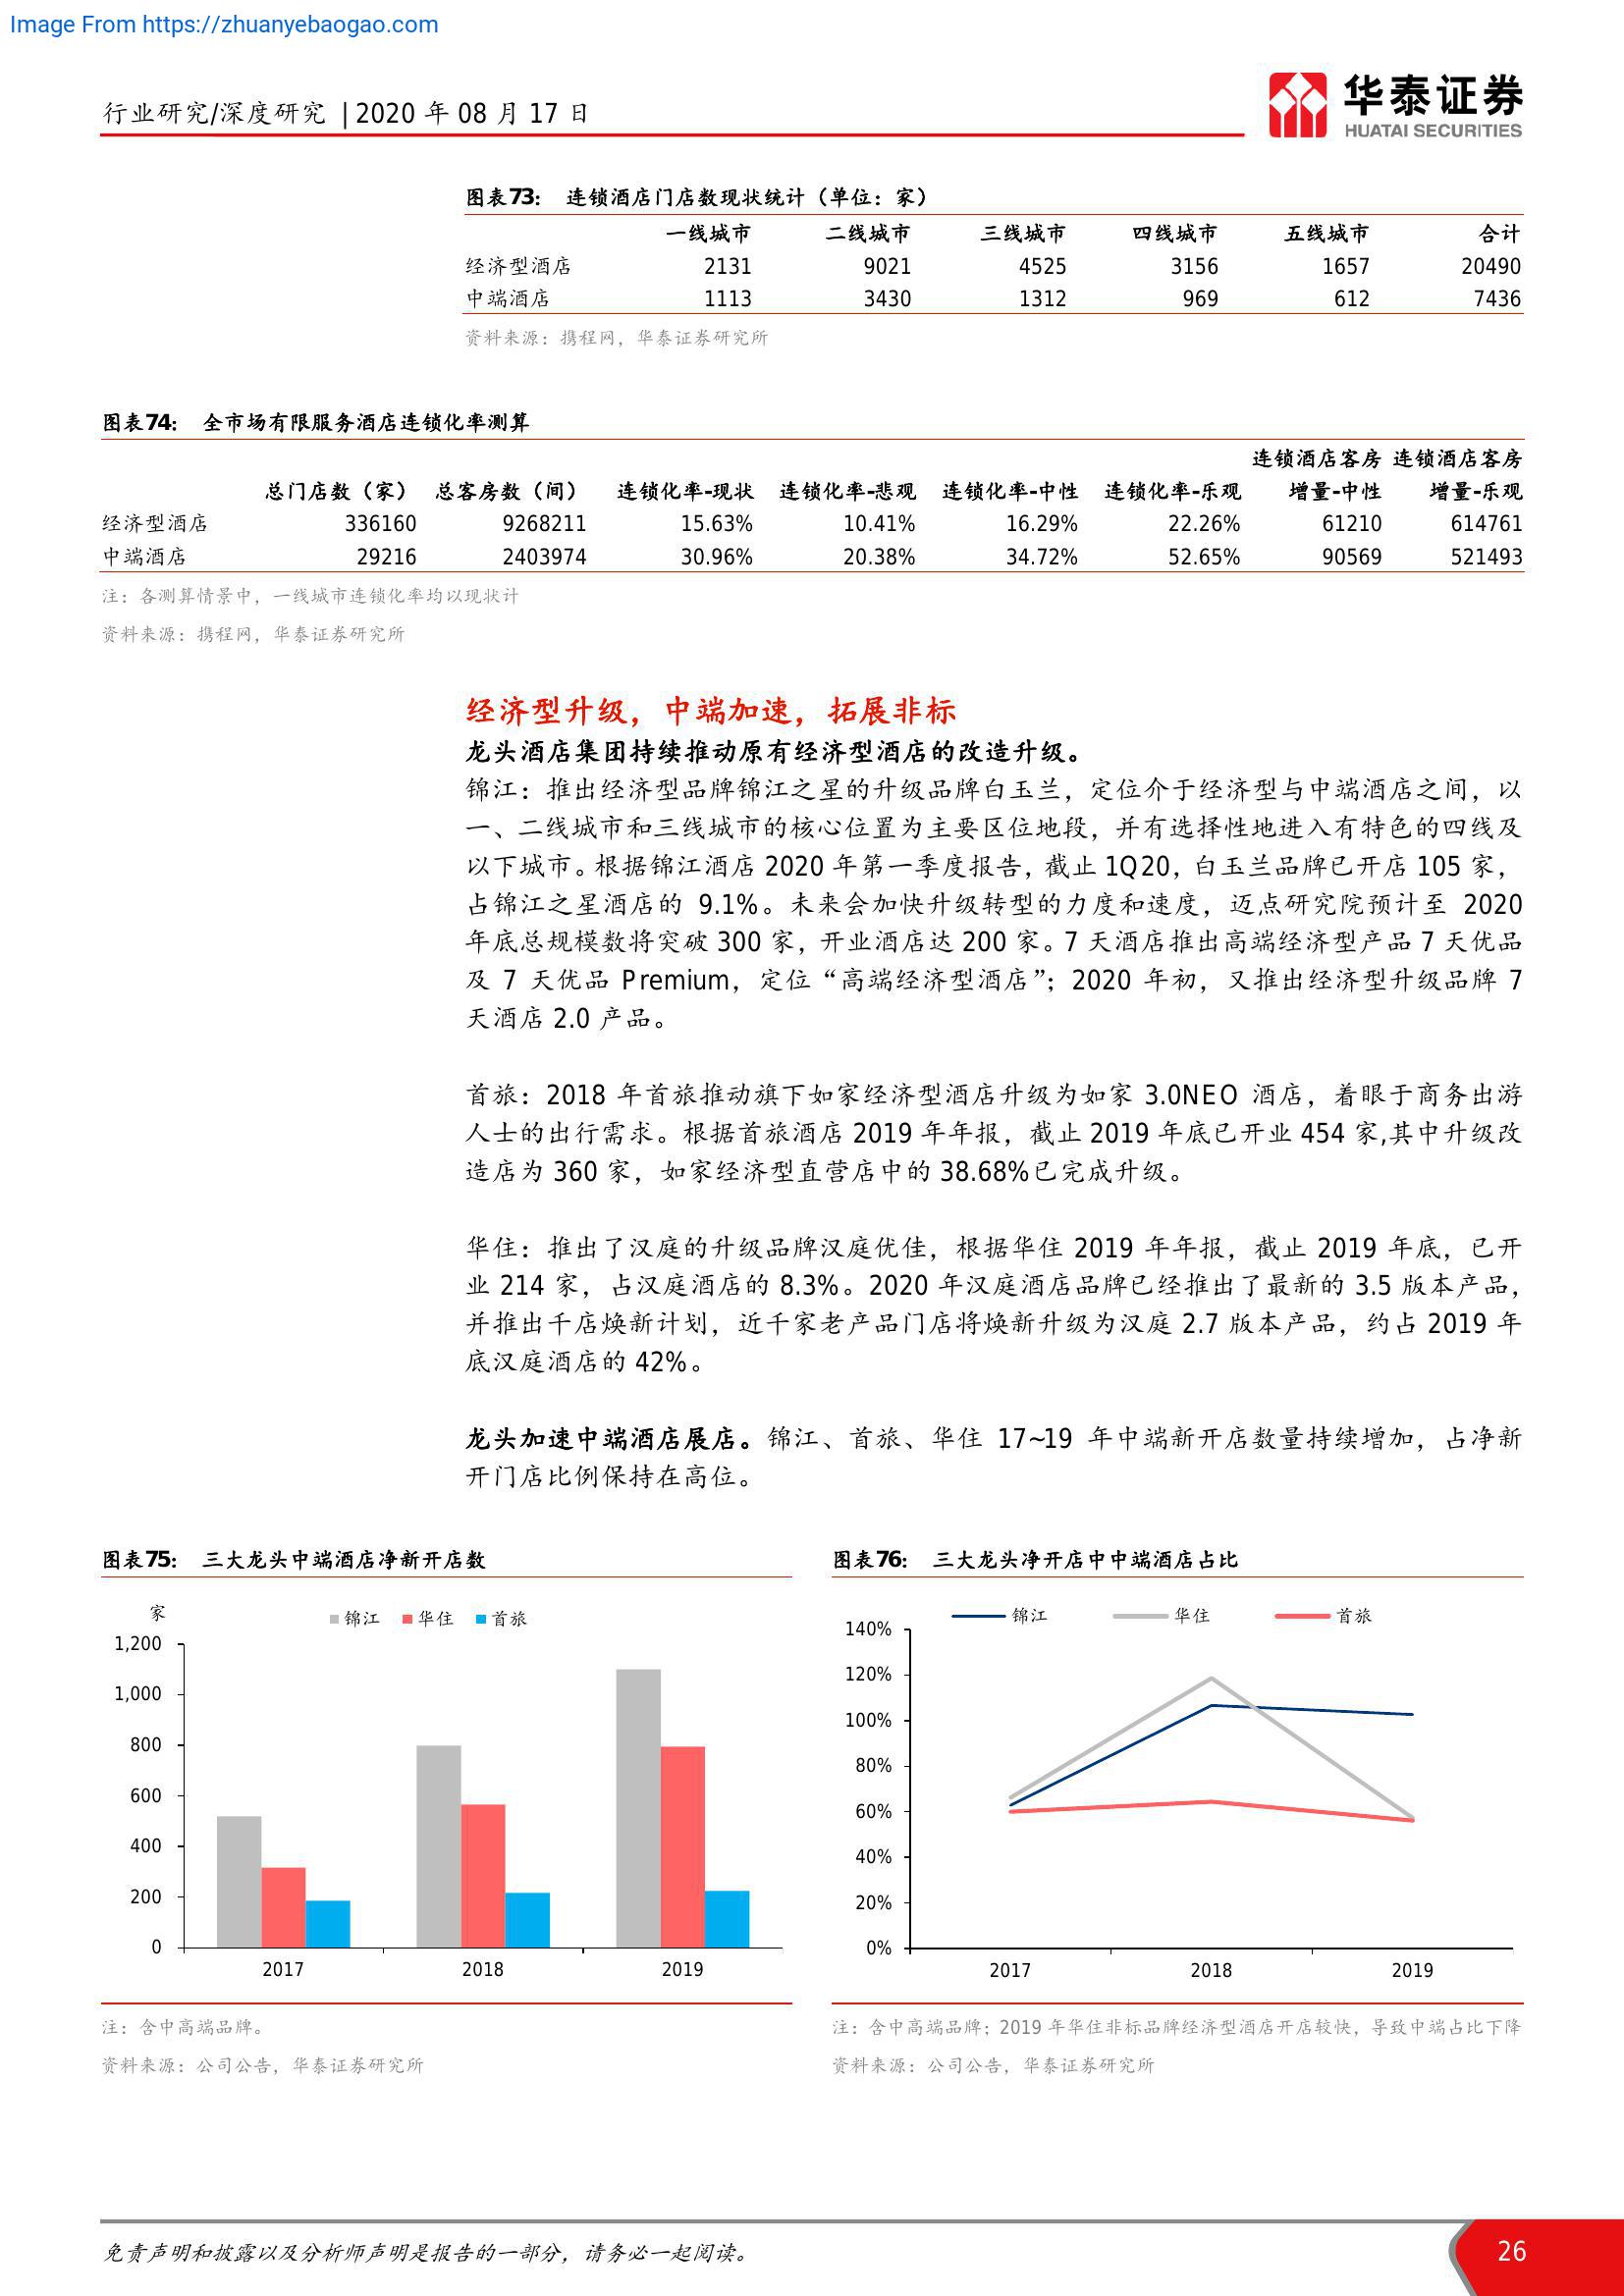 Image From https://zhuanyebaogao.com
行业研究/深度研究 | 2020 年 08 月 17 日
华泰证券
HUATAI SECURITIES
图表73： 连锁酒店门店数现状统计（单位：家）
一线城市 二线城市 三线城市 四线城市 五线城市 合计
经济型酒店 2131 9021 4525 3156 1657 20490
中端酒店 1113 3430 1312 969 612 7436
资料来源：携程网，华泰证券研究所
图表74： 全市场有限服务酒店连锁化率测算
连锁酒店客房 连锁酒店客房
总门店数（家） 总客房数（间） 连锁化率-现状 连锁化率-悲观 连锁化率-中性 连锁化率-乐观 增量-中性 增量-乐观
经济型酒店 336160 9268211 15.63% 10.41% 16.29% 22.26% 61210 614761
中端酒店 29216 2403974 30.96% 20.38% 34.72% 52.65% 90569 521493
注：各测算情景中，一线城市连锁化率均以现状计
资料来源：携程网，华泰证券研究所
经济型升级，中端加速，拓展非标
龙头酒店集团持续推动原有经济型酒店的改造升级。
锦江：推出经济型品牌锦江之星的升级品牌白玉兰，定位介于经济型与中端酒店之间，以
一、二线城市和三线城市的核心位置为主要区位地段，并有选择性地进入有特色的四线及
以下城市。根据锦江酒店 2020 年第一季度报告，截止 1Q20，白玉兰品牌已开店 105 家，
占锦江之星酒店的 9.1%。未来会加快升级转型的力度和速度，迈点研究院预计至 2020
年底总规模数将突破 300 家，开业酒店达 200 家。7 天酒店推出高端经济型产品 7 天优品
及 7 天优品 Premium，定位“高端经济型酒店”；2020 年初，又推出经济型升级品牌 7
天酒店 2.0 产品。
首旅：2018 年首旅推动旗下如家经济型酒店升级为如家 3.0NEO 酒店，着眼于商务出游
人士的出行需求。根据首旅酒店 2019 年年报，截止 2019 年底已开业 454 家,其中升级改
造店为 360 家，如家经济型直营店中的 38.68%已完成升级。
华住：推出了汉庭的升级品牌汉庭优佳，根据华住 2019 年年报，截止 2019 年底，已开
业 214 家，占汉庭酒店的 8.3%。2020 年汉庭酒店品牌已经推出了最新的 3.5 版本产品，
并推出千店焕新计划，近千家老产品门店将焕新升级为汉庭 2.7 版本产品，约占 2019 年
底汉庭酒店的 42%。
龙头加速中端酒店展店。锦江、首旅、华住 17~19 年中端新开店数量持续增加，占净新
开门店比例保持在高位。
图表75： 三大龙头中端酒店净新开店数
家
锦江 华住 首旅
1,200
1,000
800
600
400
200
0
2017 2018 2019
注：含中高端品牌。
资料来源：公司公告，华泰证券研究所
图表76： 三大龙头净开店中中端酒店占比
锦江 华住 首旅
140%
120%
100%
80%
60%
40%
20%
0%
2017 2018 2019
注：含中高端品牌；2019 年华住非标品牌经济型酒店开店较快，导致中端占比下降
资料来源：公司公告，华泰证券研究所
免责声明和披露以及分析师声明是报告的一部分，请务必一起阅读。
26